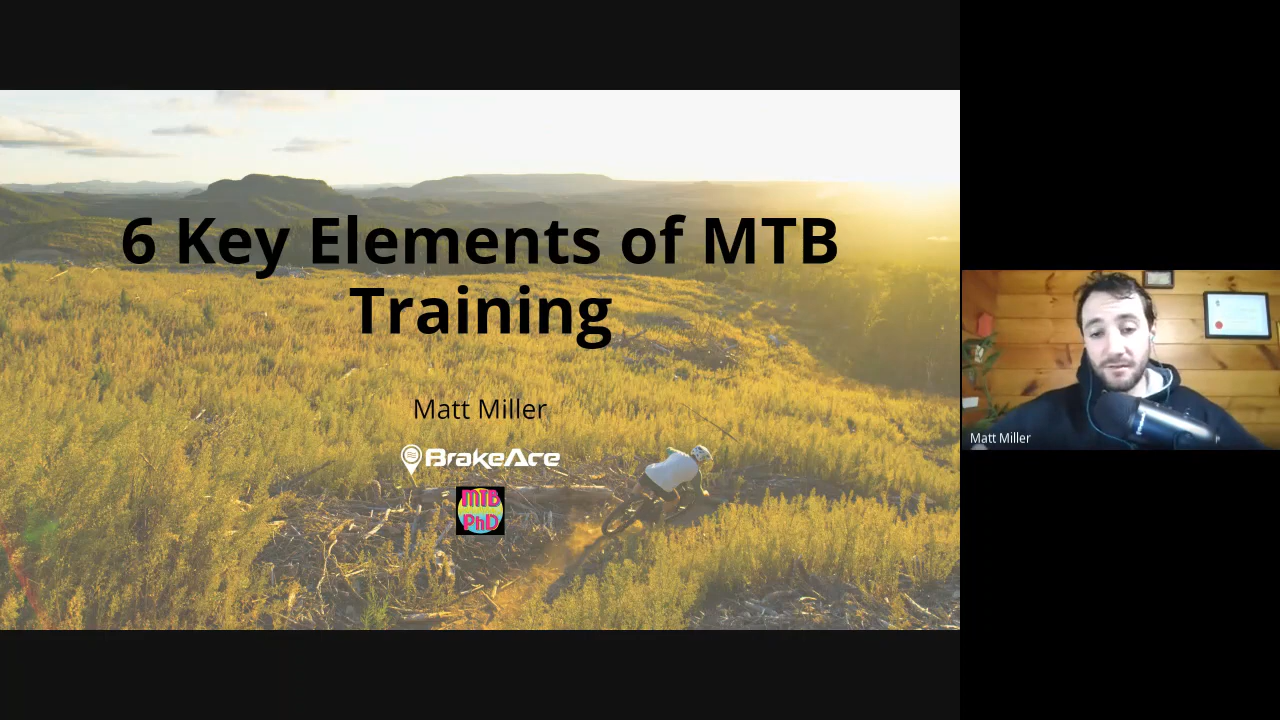 6 Key Elements of MTB
Training
Matt Miller
BrakeAce
MTB
PhD
Matt Miller